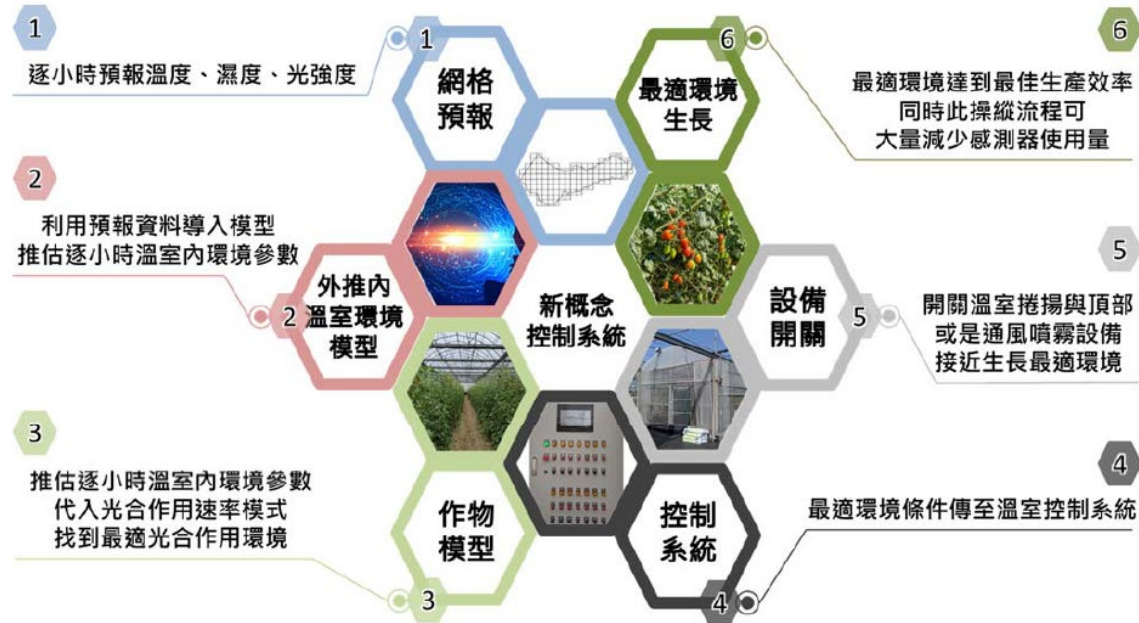 1
逐小時預報溫度、濕度、光強度
1
網格
預報
2
利用預報資料導入模型
推估逐小時溫室內環境參數
2
外推內
溫室環境
模型
3
推估逐小時溫室內環境參數
代入光合作用速率模式
找到最適光合作用環境
3
作物
模型
新概念
控制系統
4
最適環境條件傳至溫室控制系統
4
控制
系統
5
開關溫室捲揚與頂部
或是通風噴霧設備
接近生長最適環境
5
設備
開關
6
最適環境達到最佳生產效率
同時此操縱流程可
大量減少感測器使用量
6
最適環境
生長